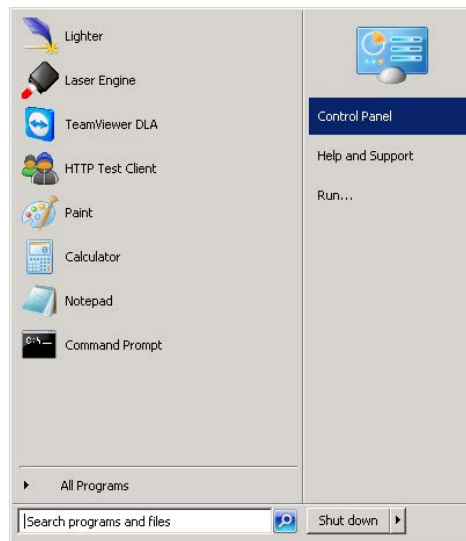 Lighter
Laser Engine
TeamViewer DLA
HTTP Test Client
Paint
Calculator
Notepad
C:\
Command Prompt
All Programs
Search programs and files
Control Panel
Help and Support
Run...
Shut down